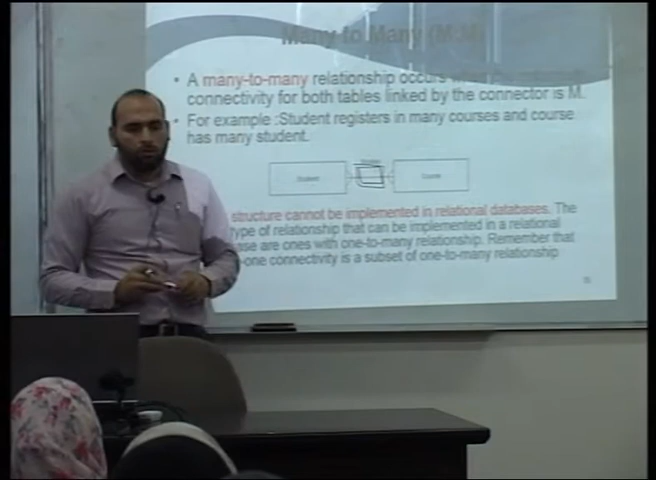 Many to Many (M:M)
• A many-to-many relationship occurs
connectivity for both tables linked by the connector is M.
• For example :Student registers in many courses and course
has many student.
Student
Course
structure cannot be implemented in relational databases. The
type of relationship that can be implemented in a relational
are ones with one-to-many relationship. Remember that
one connectivity is a subset of one-to-many relationship